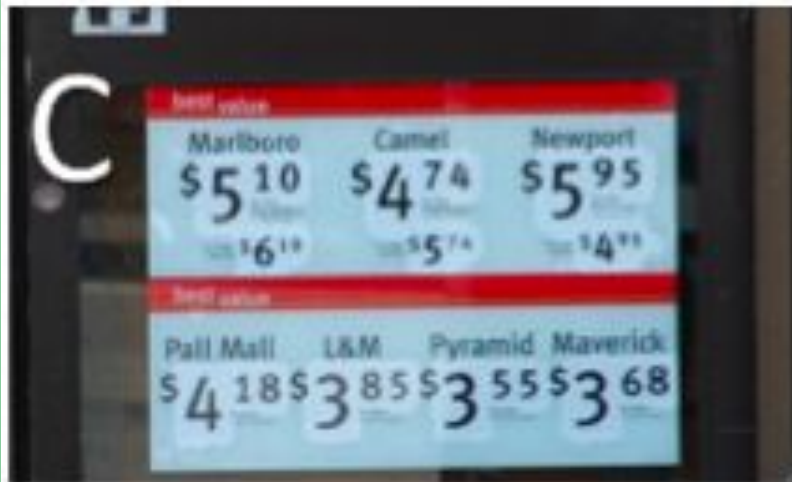 C
best value
Marlboro Camel Newport
$5 10 $4 74 $5 95
$6 10 $5 74 $4 95
best value
Pall Mall L&M Pyramid Maverick
$4 18 $3 85 $3 55 $3 68